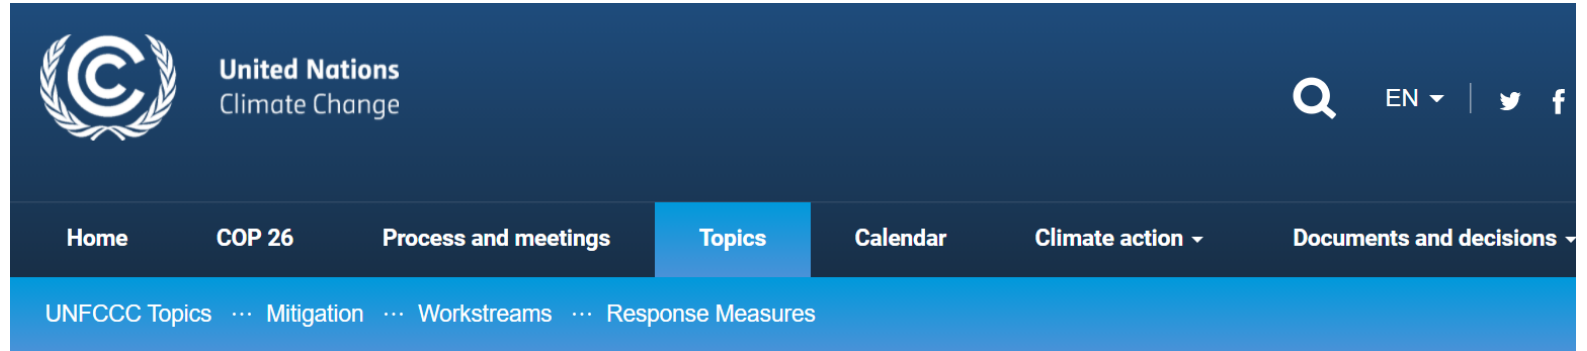 United Nations
Climate Change
EN
Home COP 26 Process and meetings Topics Calendar Climate action Documents and decisions
UNFCCC Topics ··· Mitigation ··· Workstreams ··· Response Measures